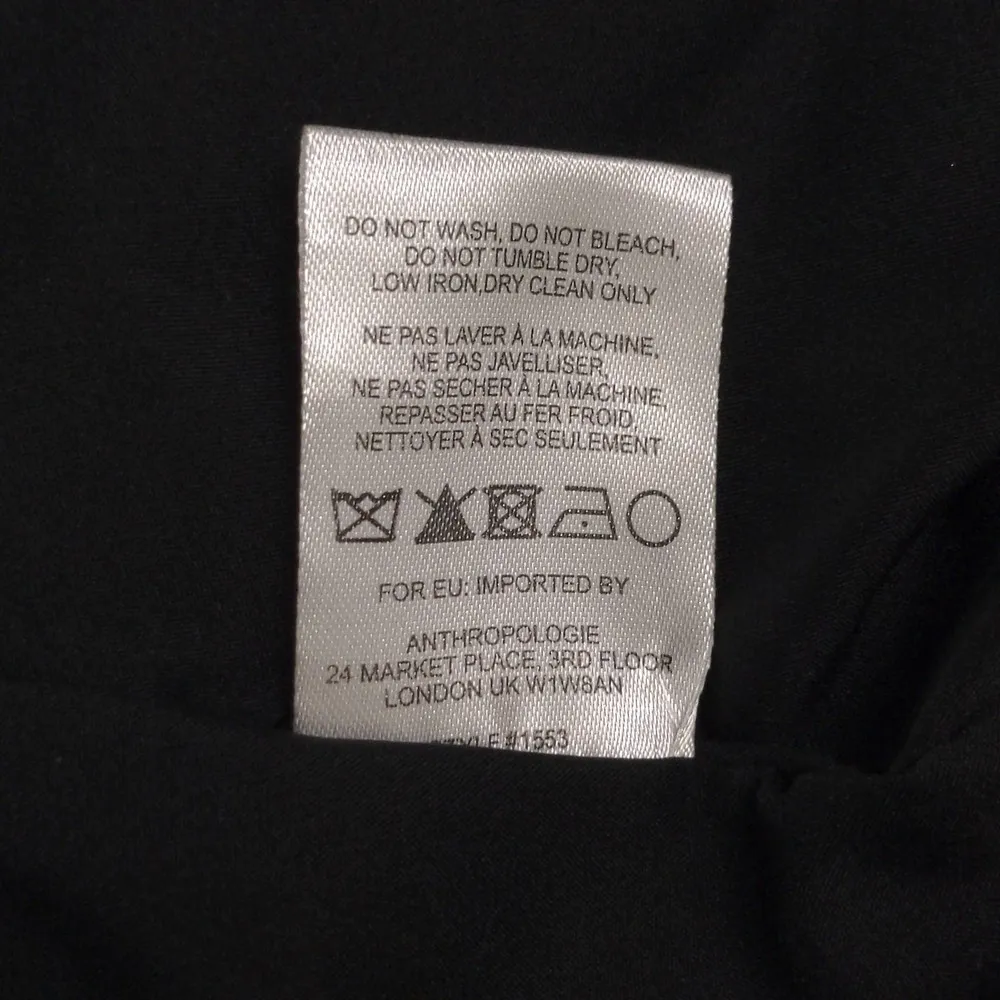 DO NOT WASH, DO NOT BLEACH,
DO NOT TUMBLE DRY,
LOW IRON,DRY CLEAN ONLY
NE PAS LAVER À LA MACHINE,
NE PAS JAVELLISER,
NE PAS SECHER À LA MACHINE,
REPASSER AU FER FROID,
NETTOYER À SEC SEULEMENT
FOR EU: IMPORTED BY
ANTHROPOLOGIE
24 MARKET PLACE, 3RD FLOOR
LONDON UK W1W8AN
#1553